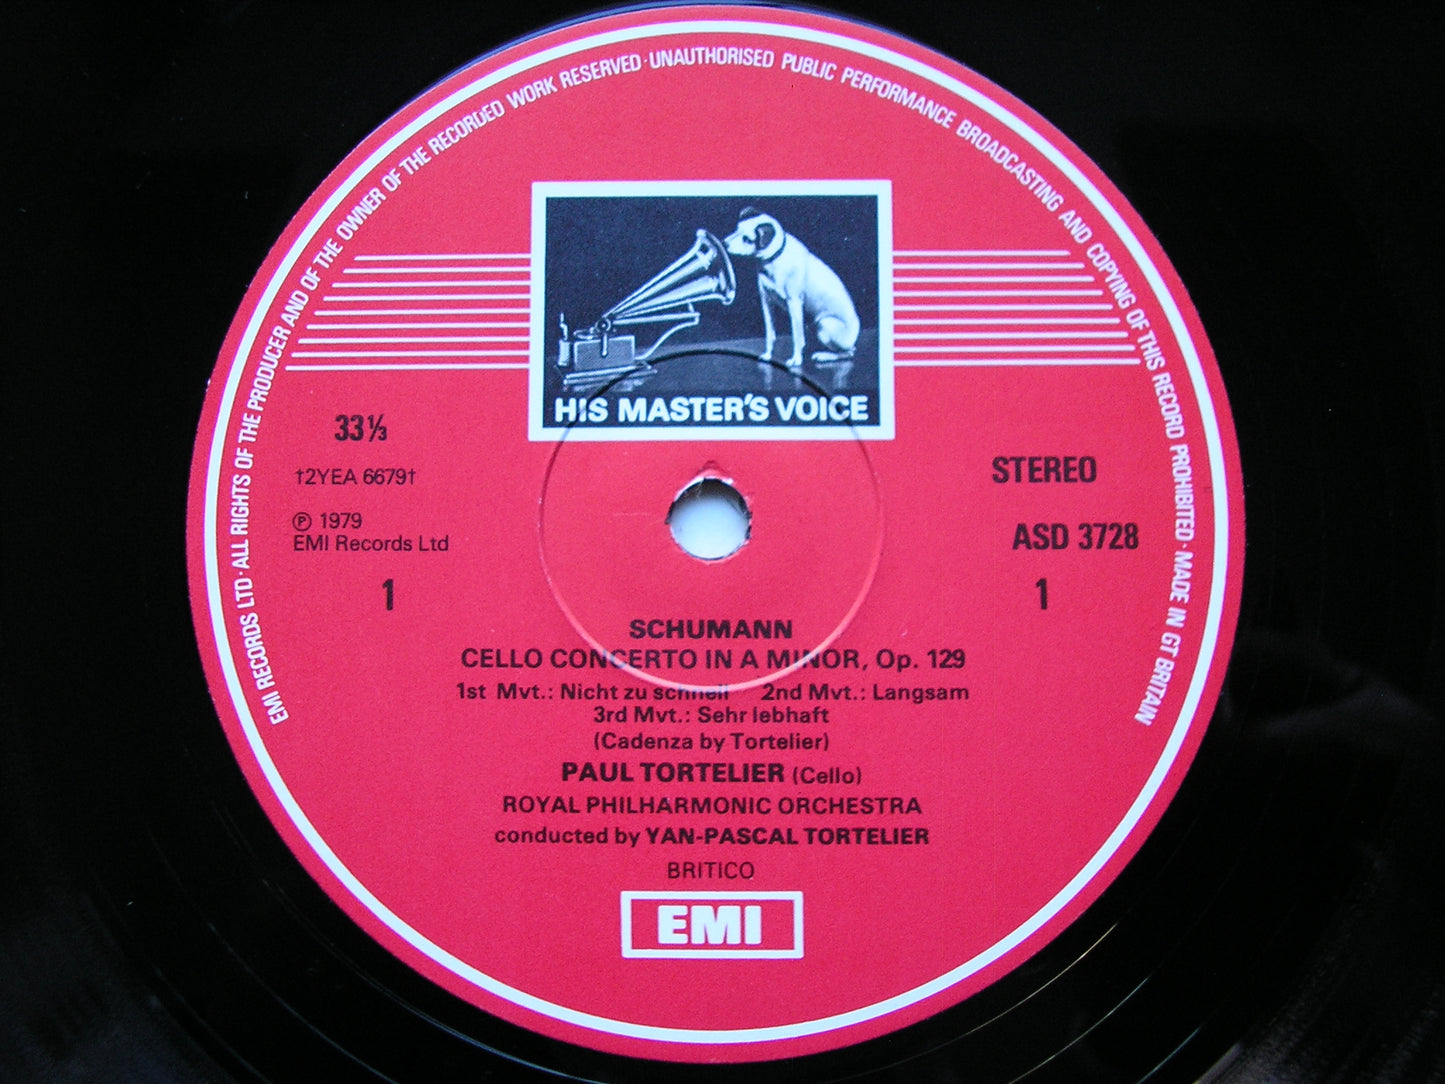 EMI RECORDS LTD · ALL RIGHTS OF THE PRODUCER AND OF THE OWNER OF THE RECORDED WORK RESERVED · UNAUTHORISED PUBLIC PERFORMANCE BROADCASTING AND COPYING OF THIS RECORD PROHIBITED · MADE IN GT BRITAIN
HIS MASTER'S VOICE
33⅓
†2YEA 6679†
℗ 1979
EMI Records Ltd
1
STEREO
ASD 3728
1
SCHUMANN
CELLO CONCERTO IN A MINOR, Op. 129
1st Mvt.: Nicht zu schnell 2nd Mvt.: Langsam
3rd Mvt.: Sehr lebhaft
(Cadenza by Tortelier)
PAUL TORTELIER (Cello)
ROYAL PHILHARMONIC ORCHESTRA
conducted by YAN-PASCAL TORTELIER
BRITICO
EMI